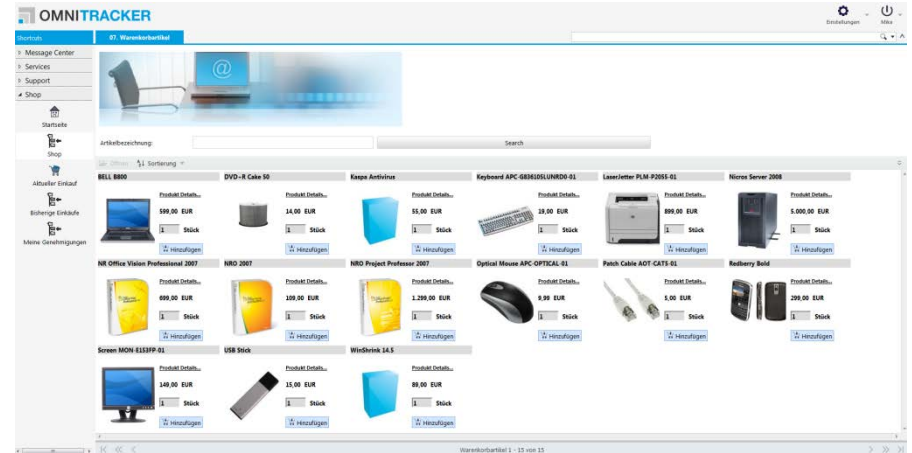 OMNITRACKER
Einstellungen
Mike
Shortcuts
07. Warenkorbartikel
> Message Center
> Services
> Support
Shop
Startseite
Shop
Aktueller Einkauf
Bisherige Einkäufe
Meine Genehmigungen
@
Artikelbezeichnung:
Search
Öffnen
Sortierung
BELL B800
Produkt Details...
599,00 EUR
1 Stück
Hinzufügen
DVD-R Cake 50
Produkt Details...
14,00 EUR
1 Stück
Hinzufügen
Kaspa Antivirus
Produkt Details...
55,00 EUR
1 Stück
Hinzufügen
Keyboard APC-G836105LUNRD0-01
Produkt Details...
19,00 EUR
1 Stück
Hinzufügen
LaserJetter PLM-P2055-01
Produkt Details...
899,00 EUR
1 Stück
Hinzufügen
Nicros Server 2008
Produkt Details...
5.000,00 EUR
1 Stück
Hinzufügen
NR Office Vision Professional 2007
Produkt Details...
699,00 EUR
1 Stück
Hinzufügen
NRO 2007
Produkt Details...
109,00 EUR
1 Stück
Hinzufügen
NRO Project Professor 2007
Produkt Details...
1.299,00 EUR
1 Stück
Hinzufügen
Optical Mouse APC-OPTICAL-01
Produkt Details...
9,99 EUR
1 Stück
Hinzufügen
Patch Cable AOT-CAT5-01
Produkt Details...
5,00 EUR
1 Stück
Hinzufügen
Redberry Bold
Produkt Details...
299,00 EUR
1 Stück
Hinzufügen
Screen MON-E153FP-01
Produkt Details...
149,00 EUR
1 Stück
Hinzufügen
USB Stick
Produkt Details...
15,00 EUR
1 Stück
Hinzufügen
WinShrink 14.5
Produkt Details...
89,00 EUR
1 Stück
Hinzufügen
Warenkorbartikel 1 - 15 von 15